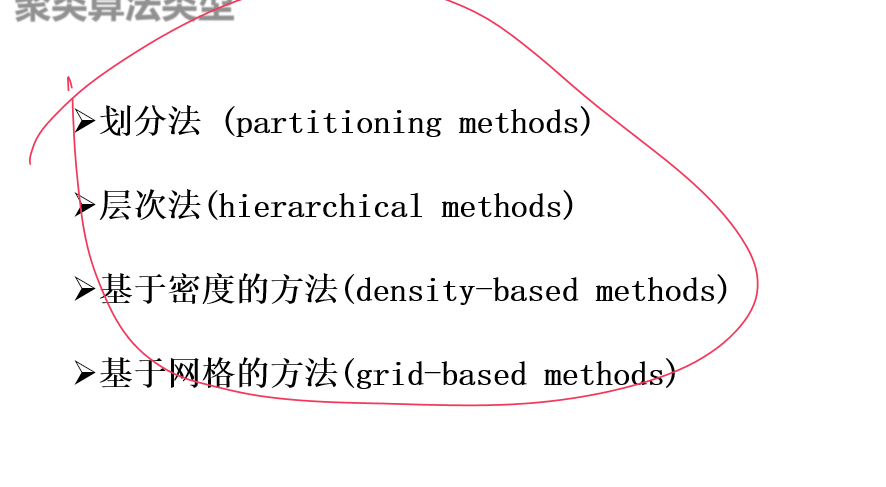 聚类算法类型
划分法 (partitioning methods)
层次法(hierarchical methods)
基于密度的方法(density-based methods)
基于网格的方法(grid-based methods)